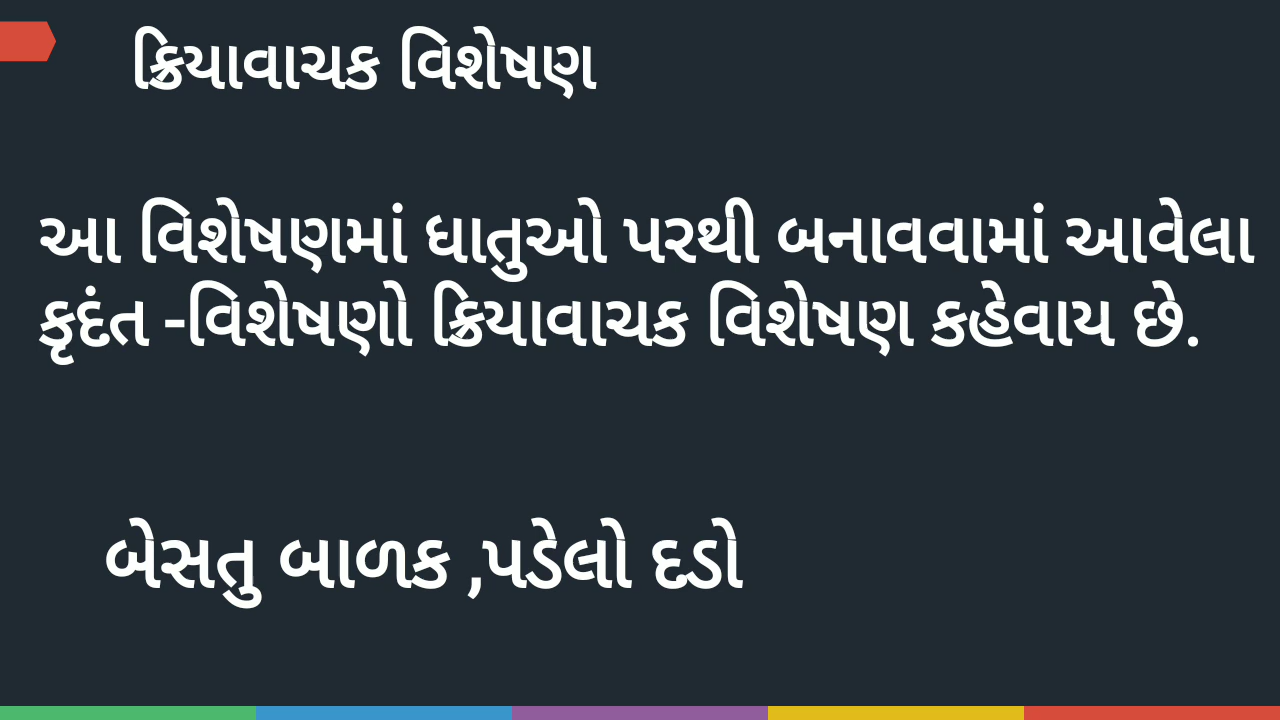 ક્રિયાવાચક વિશેષણ
આ વિશેષણમાં ધાતુઓ પરથી બનાવવામાં આવેલા
કૃદંત -વિશેષણો ક્રિયાવાચક વિશેષણ કહેવાય છે.
બેસતુ બાળક ,પડેલો દડો